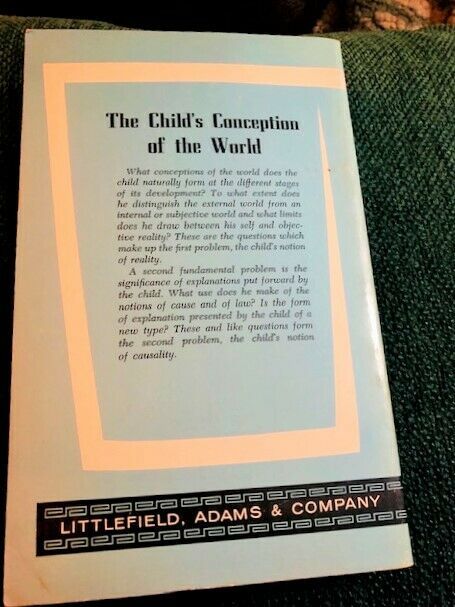 The Child's Conception
of the World
What conceptions of the world does the
child naturally form at the different stages
of its development? To what extent does
he distinguish the external world from an
internal or subjective world and what limits
does he draw between his self and objec-
tive reality? These are the questions which
make up the first problem, the child's notion
of reality.
A second fundamental problem is the
significance of explanations put forward by
the child. What use does he make of the
notions of cause and of law? Is the form
of explanation presented by the child of a
new type? These and like questions form
the second problem, the child's notion
of causality.
LITTLEFIELD, ADAMS & COMPANY